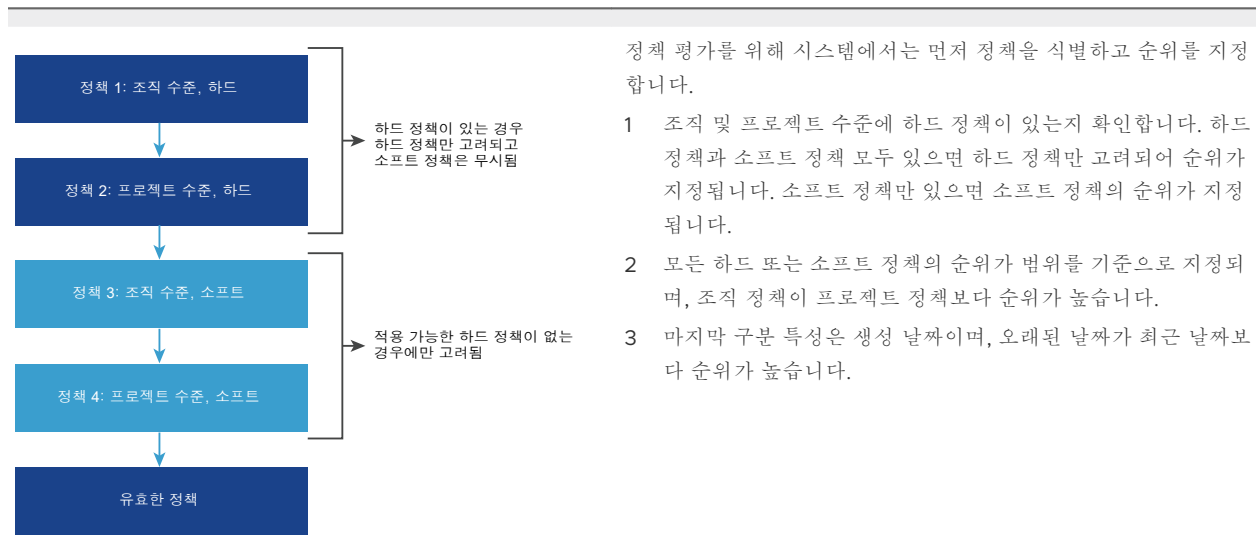 정책 1: 조직 수준, 하드
정책 2: 프로젝트 수준, 하드
하드 정책이 있는 경우
하드 정책만 고려되고
소프트 정책은 무시됨
정책 3: 조직 수준, 소프트
정책 4: 프로젝트 수준, 소프트
적용 가능한 하드 정책이 없는
경우에만 고려됨
유효한 정책
정책 평가를 위해 시스템에서는 먼저 정책을 식별하고 순위를 지정
합니다.
1 조직 및 프로젝트 수준에 하드 정책이 있는지 확인합니다. 하드
정책과 소프트 정책 모두 있으면 하드 정책만 고려되어 순위가
지정됩니다. 소프트 정책만 있으면 소프트 정책의 순위가 지정
됩니다.
2 모든 하드 또는 소프트 정책의 순위가 범위를 기준으로 지정되
며, 조직 정책이 프로젝트 정책보다 순위가 높습니다.
3 마지막 구분 특성은 생성 날짜이며, 오래된 날짜가 최근 날짜보
다 순위가 높습니다.